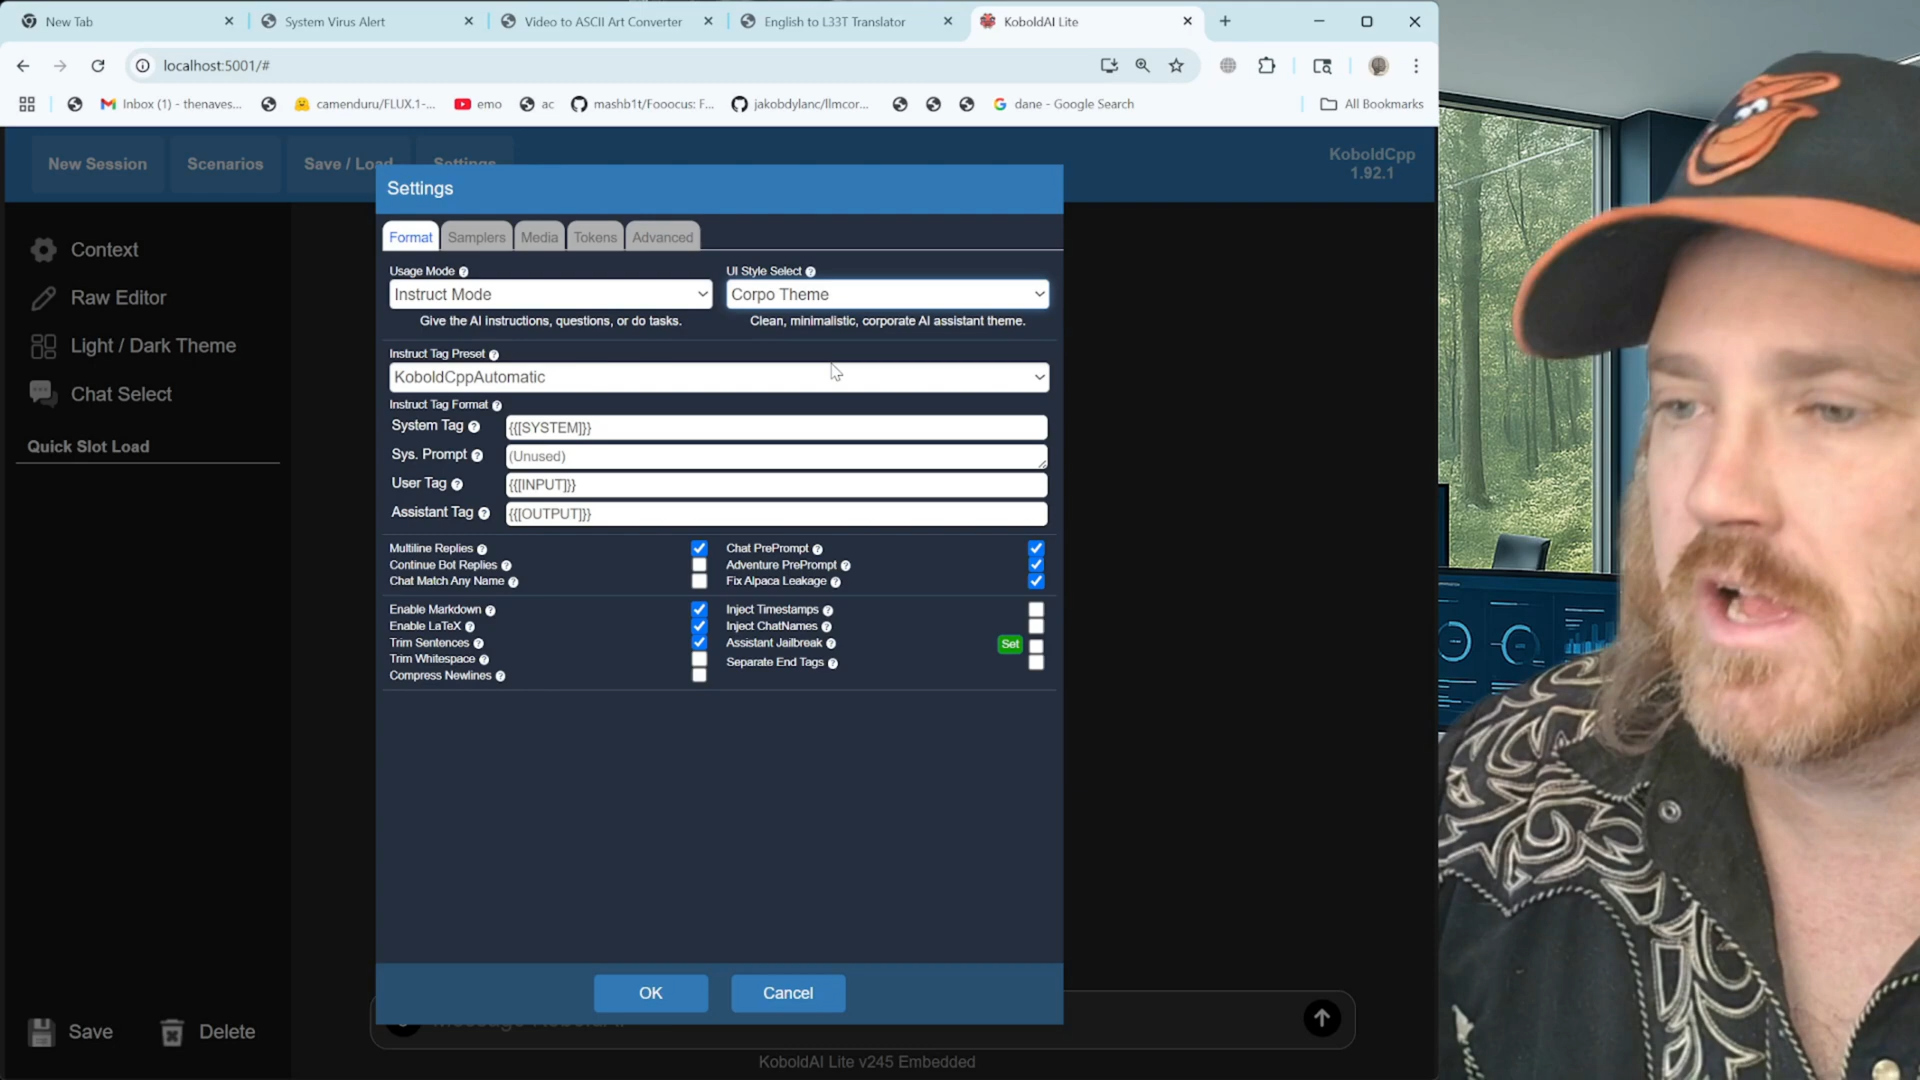 New Tab
System Virus Alert
Video to ASCII Art Converter
English to L33T Translator
KoboldAI Lite
localhost:5001/#
Inbox (1) - thenaves...
camenduru/FLUX.1-...
emo
ac
mashb1t/Fooocus: F...
jakobdylanc/llmcor...
dane - Google Search
All Bookmarks
New Session
Scenarios
Save / Load
Settings
KoboldCpp
1.92.1
Context
Raw Editor
Light / Dark Theme
Chat Select
Quick Slot Load
Save
Delete
Settings
Format
Samplers
Media
Tokens
Advanced
Usage Mode
UI Style Select
Instruct Mode
Corpo Theme
Give the AI instructions, questions, or do tasks.
Clean, minimalistic, corporate AI assistant theme.
Instruct Tag Preset
KoboldCppAutomatic
Instruct Tag Format
System Tag
{{[SYSTEM]}}
Sys. Prompt
(Unused)
User Tag
{{[INPUT]}}
Assistant Tag
{{[OUTPUT]}}
Multiline Replies
Chat PrePrompt
Continue Bot Replies
Adventure PrePrompt
Chat Match Any Name
Fix Alpaca Leakage
Enable Markdown
Inject Timestamps
Enable LaTeX
Inject ChatNames
Trim Sentences
Assistant Jailbreak
Set
Trim Whitespace
Separate End Tags
Compress Newlines
OK
Cancel
KoboldAI Lite v245 Embedded